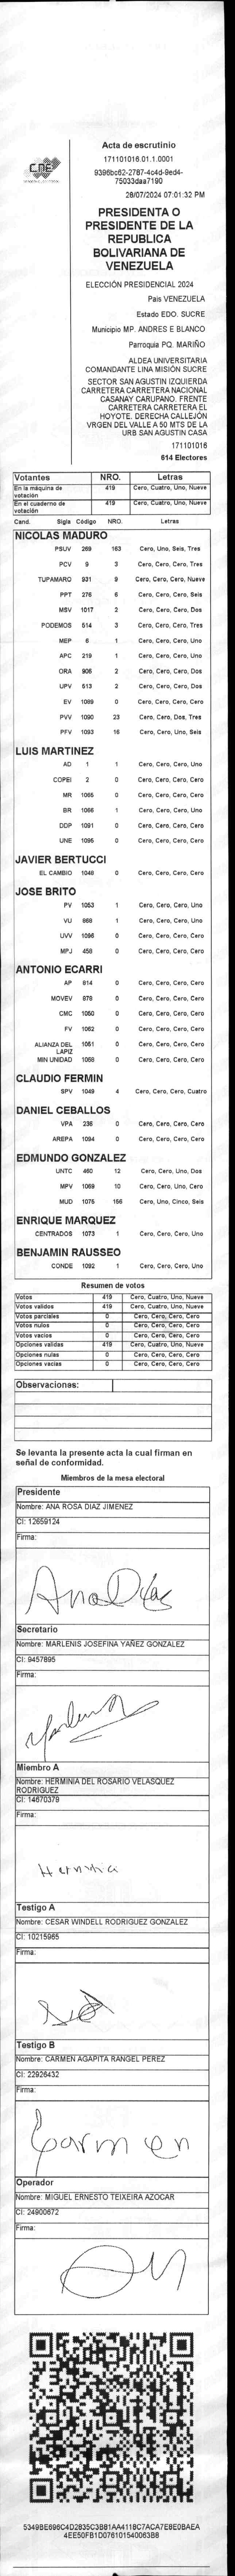 CNE
Acta de escrutinio
171101016.01.1.0001
9396bc62-2787-4c4d-9ed4-
75033daa7190
28/07/2024 07:01:32 PM
PRESIDENTA O
PRESIDENTE DE LA
REPUBLICA
BOLIVARIANA DE
VENEZUELA
ELECCIÓN PRESIDENCIAL 2024
Pais VENEZUELA
Estado EDO. SUCRE
Municipio MP. ANDRES E BLANCO
Parroquia PQ. MARIÑO
ALDEA UNIVERSITARIA
COMANDANTE LINA MISIÓN SUCRE
SECTOR SAN AGUSTIN IZQUIERDA
CARRETERA CARRETERA NACIONAL
CASANAY CARUPANO. FRENTE
CARRETERA CARRETERA EL
HOYOTE. DERECHA CALLEJÓN
VRGEN DEL VALLE A 50 MTS DE LA
URB SAN AGUSTIN CASA
171101016
614 Electores
Votantes NRO. Letras
En la máquina de votación 419 Cero, Cuatro, Uno, Nueve
En el cuaderno de votación 419 Cero, Cuatro, Uno, Nueve
Cand. Sigla Código NRO. Letras
NICOLAS MADURO
PSUV 269 163 Cero, Uno, Seis, Tres
PCV 9 3 Cero, Cero, Cero, Tres
TUPAMARO 931 9 Cero, Cero, Cero, Nueve
PPT 276 6 Cero, Cero, Cero, Seis
MSV 1017 2 Cero, Cero, Cero, Dos
PODEMOS 514 3 Cero, Cero, Cero, Tres
MEP 6 1 Cero, Cero, Cero, Uno
APC 219 1 Cero, Cero, Cero, Uno
ORA 906 2 Cero, Cero, Cero, Dos
UPV 513 2 Cero, Cero, Cero, Dos
EV 1089 0 Cero, Cero, Cero, Cero
PVV 1090 23 Cero, Cero, Dos, Tres
PFV 1093 16 Cero, Cero, Uno, Seis
LUIS MARTINEZ
AD 1 1 Cero, Cero, Cero, Uno
COPEI 2 0 Cero, Cero, Cero, Cero
MR 1065 0 Cero, Cero, Cero, Cero
BR 1066 1 Cero, Cero, Cero, Uno
DDP 1091 0 Cero, Cero, Cero, Cero
UNE 1095 0 Cero, Cero, Cero, Cero
JAVIER BERTUCCI
EL CAMBIO 1048 0 Cero, Cero, Cero, Cero
JOSE BRITO
PV 1053 1 Cero, Cero, Cero, Uno
VU 868 1 Cero, Cero, Cero, Uno
UVV 1096 0 Cero, Cero, Cero, Cero
MPJ 458 0 Cero, Cero, Cero, Cero
ANTONIO ECARRI
AP 814 0 Cero, Cero, Cero, Cero
MOVEV 878 0 Cero, Cero, Cero, Cero
CMC 1050 0 Cero, Cero, Cero, Cero
FV 1062 0 Cero, Cero, Cero, Cero
ALIANZA DEL LAPIZ 1051 0 Cero, Cero, Cero, Cero
MIN UNIDAD 1068 0 Cero, Cero, Cero, Cero
CLAUDIO FERMIN
SPV 1049 4 Cero, Cero, Cero, Cuatro
DANIEL CEBALLOS
VPA 236 0 Cero, Cero, Cero, Cero
AREPA 1094 0 Cero, Cero, Cero, Cero
EDMUNDO GONZALEZ
UNTC 460 12 Cero, Cero, Uno, Dos
MPV 1069 10 Cero, Cero, Uno, Cero
MUD 1075 156 Cero, Uno, Cinco, Seis
ENRIQUE MARQUEZ
CENTRADOS 1073 1 Cero, Cero, Cero, Uno
BENJAMIN RAUSSEO
CONDE 1092 1 Cero, Cero, Cero, Uno
Resumen de votos
Votos 419 Cero, Cuatro, Uno, Nueve
Votos validos 419 Cero, Cuatro, Uno, Nueve
Votos parciales 0 Cero, Cero, Cero, Cero
Votos nulos 0 Cero, Cero, Cero, Cero
Votos vacios 0 Cero, Cero, Cero, Cero
Opciones validas 419 Cero, Cuatro, Uno, Nueve
Opciones nulas 0 Cero, Cero, Cero, Cero
Opciones vacias 0 Cero, Cero, Cero, Cero
Observaciones:
Se levanta la presente acta la cual firman en
señal de conformidad.
Miembros de la mesa electoral
Presidente
Nombre: ANA ROSA DIAZ JIMENEZ
CI: 12659124
Firma:
Ana Díaz
Secretario
Nombre: MARLENIS JOSEFINA YAÑEZ GONZALEZ
CI: 9457895
Firma:
Miembro A
Nombre: HERMINIA DEL ROSARIO VELASQUEZ
RODRIGUEZ
CI: 14670379
Firma:
Herminia
Testigo A
Nombre: CESAR WINDELL RODRIGUEZ GONZALEZ
CI: 10215965
Firma:
Testigo B
Nombre: CARMEN AGAPITA RANGEL PEREZ
CI: 22926432
Firma:
Carmen
Operador
Nombre: MIGUEL ERNESTO TEIXEIRA AZOCAR
CI: 24900672
Firma:
5349BE696C4D2835C3B81AA4118C7ACA7E8E0BAEA
4EE50FB1D076101540063B8